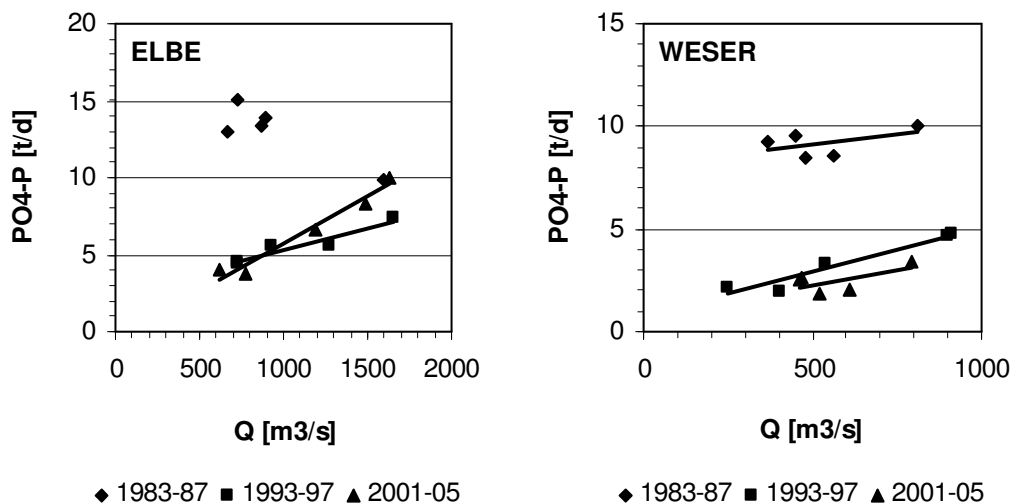 ELBE
PO4-P [t/d]
20
15
10
5
0
0 500 1000 1500 2000
Q [m3/s]
◆ 1983-87 ■ 1993-97 ▲ 2001-05
WESER
PO4-P [t/d]
15
10
5
0
0 500 1000
Q [m3/s]
◆ 1983-87 ■ 1993-97 ▲ 2001-05